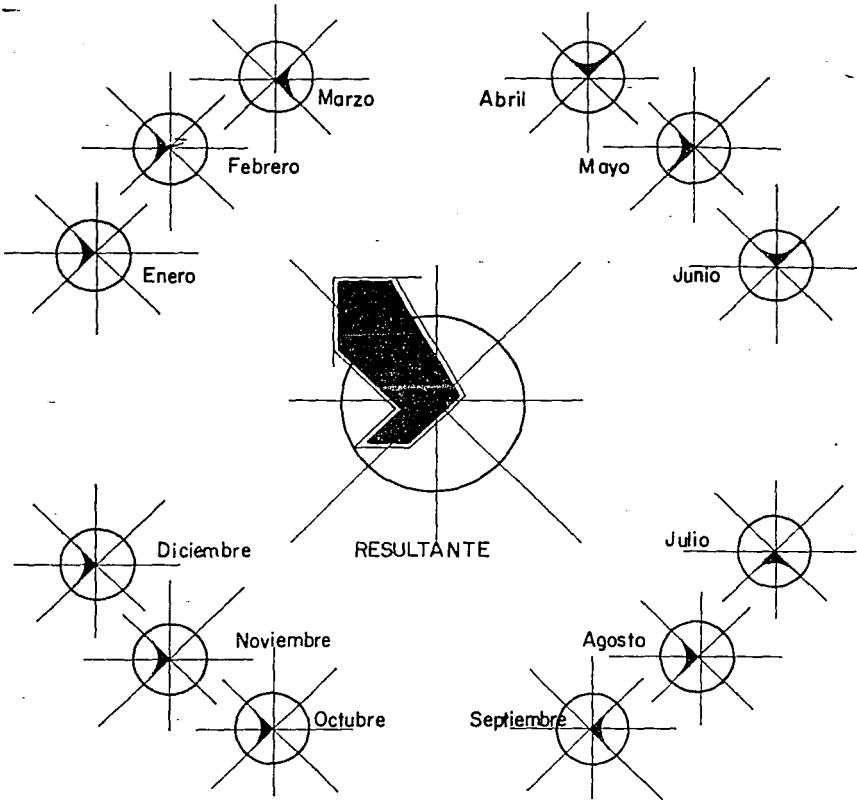 Marzo
Abril
Febrero
Mayo
Enero
Junio
RESULTANTE
Diciembre
Julio
Noviembre
Agosto
Octubre
Septiembre